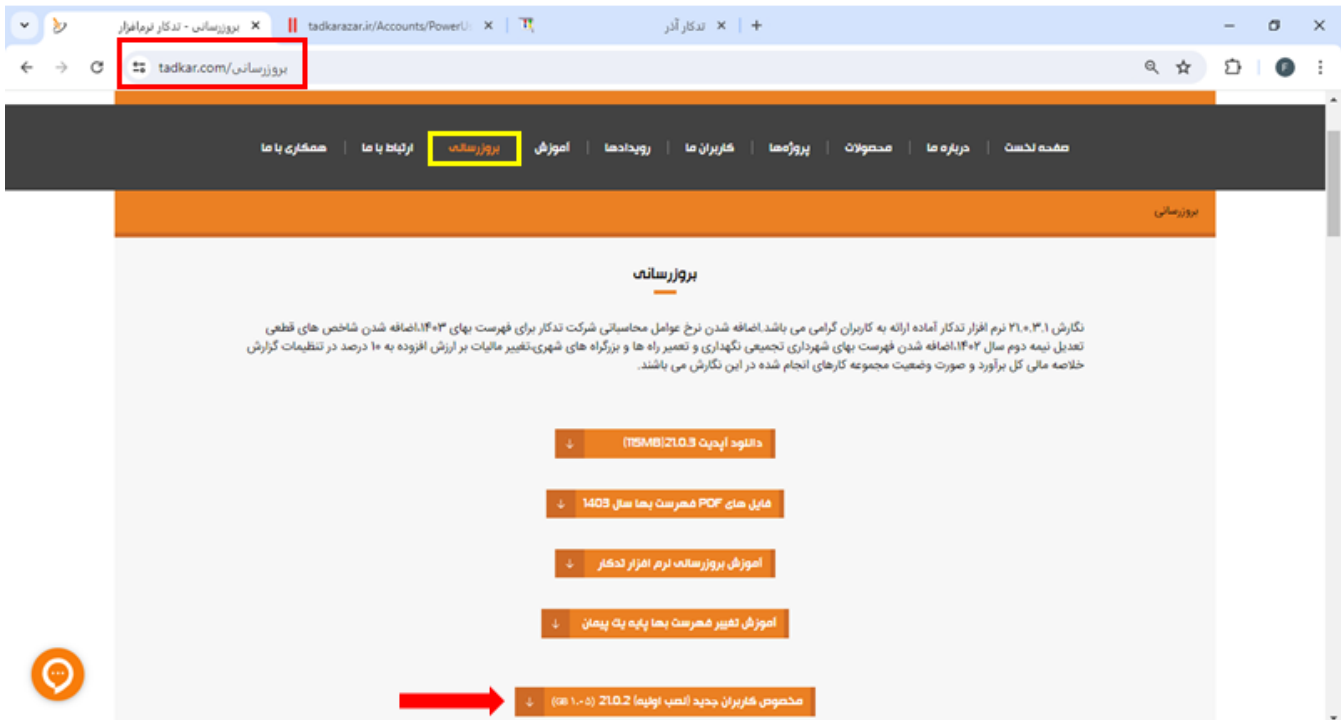 بروزرسانی - تدکار نرم‌افزار
tadkarazar.ir/Accounts/PowerU
تدکار آذر
tadkar.com/بروزرسانی
F
صفحه نخست | درباره ما | محصولات | پروژه‌ها | کاربران ما | رویدادها | آموزش | بروزرسانی | ارتباط با ما | همکاری با ما
بروزرسانی
بروزرسانی
نگارش ۲۱.۰.۳.۱ نرم افزار تدکار آماده ارائه به کاربران گرامی می باشد.اضافه شدن نرخ عوامل محاسباتی شرکت تدکار برای فهرست بهای ۱۴۰۳،اضافه شدن شاخص های قطعی
تعدیل نیمه دوم سال ۱۴۰۲،اضافه شدن فهرست بهای شهرداری تجمیعی نگهداری و تعمیر راه ها و بزرگراه های شهری،تغییر مالیات بر ارزش افزوده به ۱۰ درصد در تنظیمات گزارش
خلاصه مالی کل برآورد و صورت وضعیت مجموعه کارهای انجام شده در این نگارش می باشند.
دانلود آپدیت 21.0.3(115MB)
فایل های PDF فهرست بها سال 1403
آموزش بروزرسانی نرم افزار تدکار
آموزش تغییر فهرست بها پایه یک پیمان
مخصوص کاربران جدید (نصب اولیه) 21.0.2 (۱.۰۵ GB)